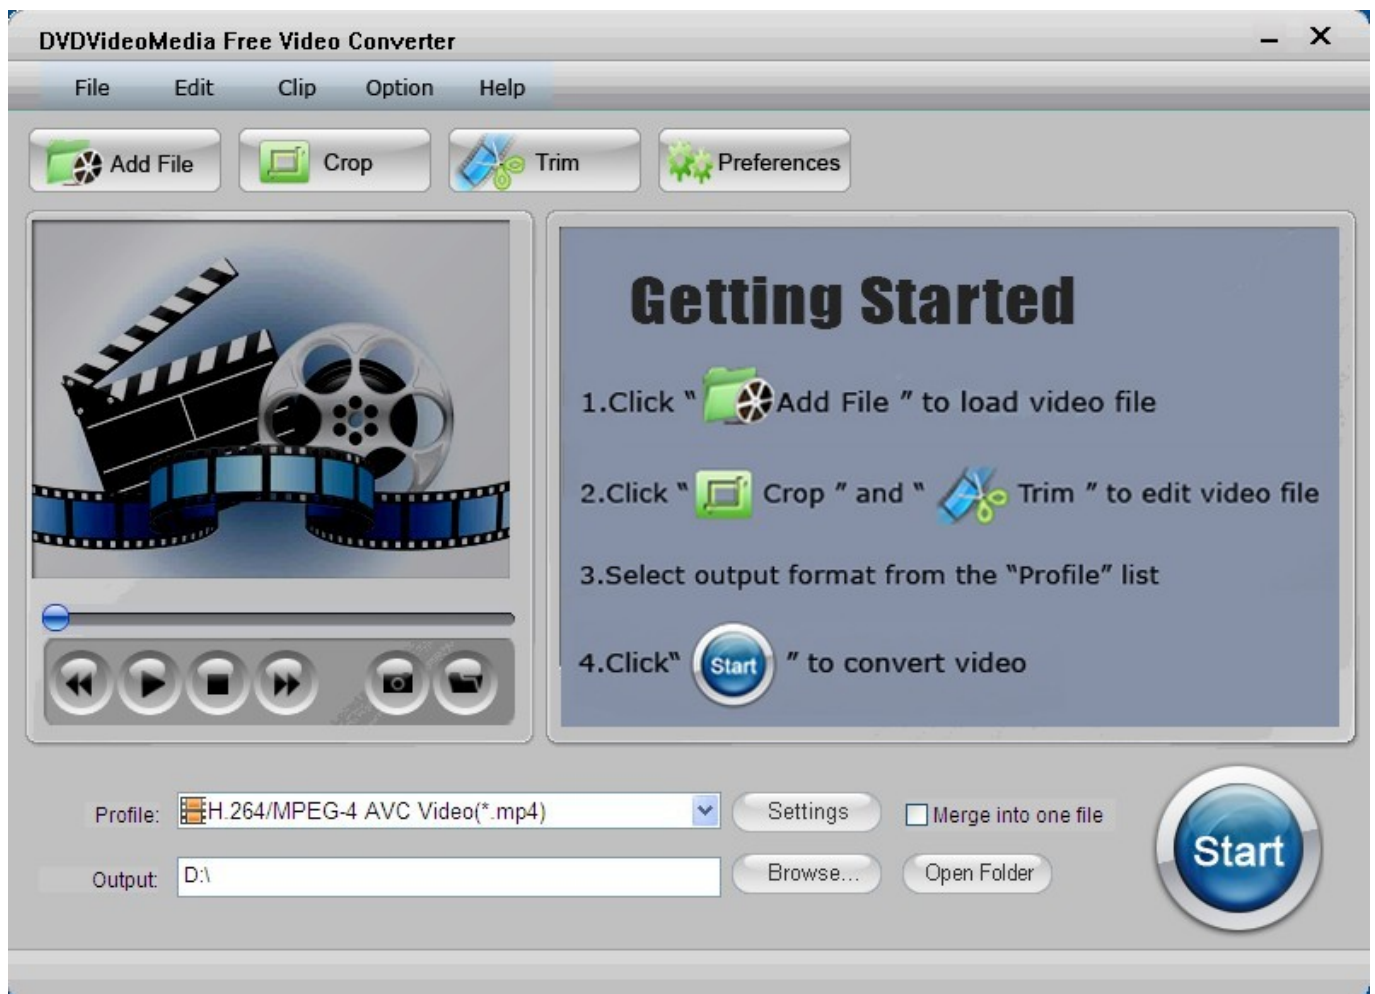 DVDVideoMedia Free Video Converter
File Edit Clip Option Help
Add File Crop Trim Preferences
Getting Started
1.Click “ Add File ” to load video file
2.Click “ Crop ” and “ Trim ” to edit video file
3.Select output format from the “Profile” list
4.Click“ Start ” to convert video
Profile: H.264/MPEG-4 AVC Video(*.mp4) Settings Merge into one file
Start
Output: D:\ Browse... Open Folder